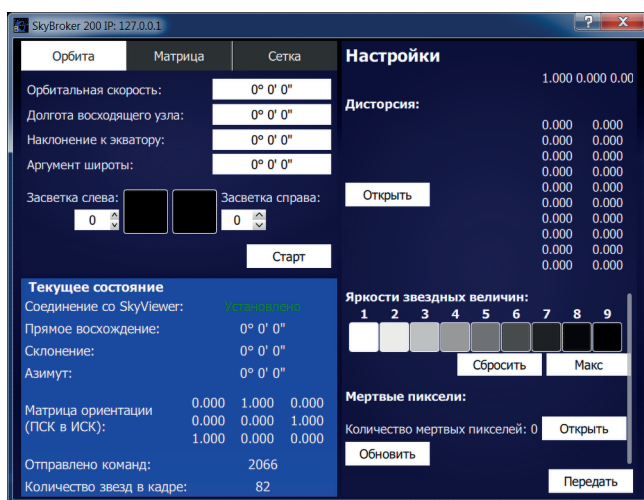 SkyBroker 200 IP: 127.0.0.1
Орбита Матрица Сетка
Орбитальная скорость: 0° 0' 0"
Долгота восходящего узла: 0° 0' 0"
Наклонение к экватору: 0° 0' 0"
Аргумент широты: 0° 0' 0"
Засветка слева: Засветка справа:
0 0
Старт
Текущее состояние
Соединение со SkyViewer: Установлено
Прямое восхождение: 0° 0' 0"
Склонение: 0° 0' 0"
Азимут: 0° 0' 0"
Матрица ориентации
(ПСК в ИСК):
0.000 1.000 0.000
0.000 0.000 1.000
1.000 0.000 0.000
Отправлено команд: 2066
Количество звезд в кадре: 82
Настройки
1.000 0.000 0.00
Дисторсия:
0.000 0.000
0.000 0.000
0.000 0.000
0.000 0.000
0.000 0.000
0.000 0.000
0.000 0.000
0.000 0.000
0.000 0.000
0.000 0.000
Открыть
Яркости звездных величин:
1 2 3 4 5 6 7 8 9
Сбросить Макс
Мертвые пиксели:
Количество мертвых пикселей: 0 Открыть
Обновить
Передать